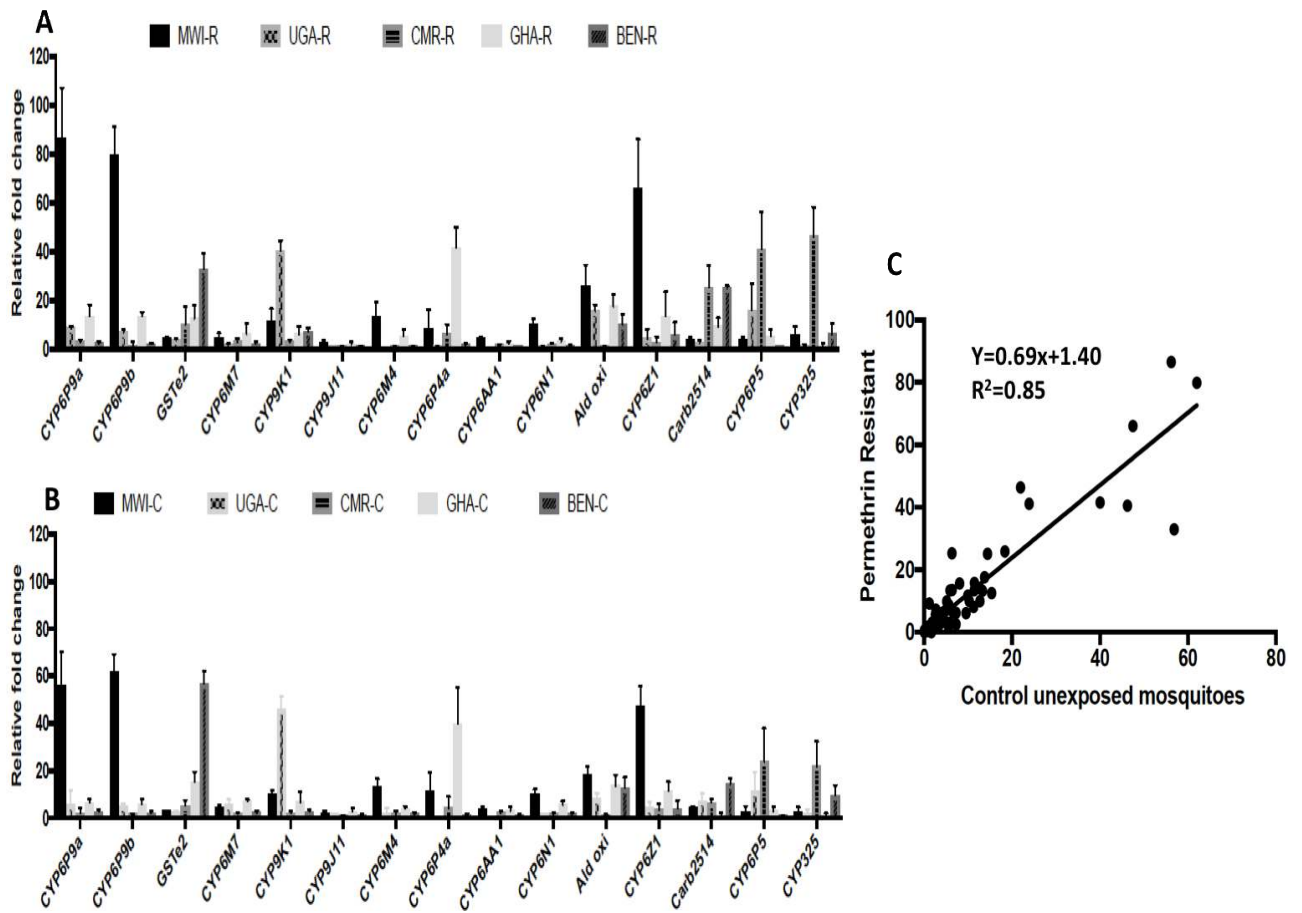 A
MWI-R UGA-R CMR-R GHA-R BEN-R
Relative fold change
120
100
80
60
40
20
0
CYP6P9a CYP6P9b GSTe2 CYP6M7 CYP9K1 CYP9J11 CYP6M4 CYP6P4a CYP6AA1 CYP6N1 Ald oxi CYP6Z1 Carb2514 CYP6P5 CYP325
B
MWI-C UGA-C CMR-C GHA-C BEN-C
Relative fold change
120
100
80
60
40
20
0
CYP6P9a CYP6P9b GSTe2 CYP6M7 CYP9K1 CYP9J11 CYP6M4 CYP6P4a CYP6AA1 CYP6N1 Ald oxi CYP6Z1 Carb2514 CYP6P5 CYP325
C
Y=0.69x+1.40
R²=0.85
Permethrin Resistant
100
80
60
40
20
0
0 20 40 60 80
Control unexposed mosquitoes